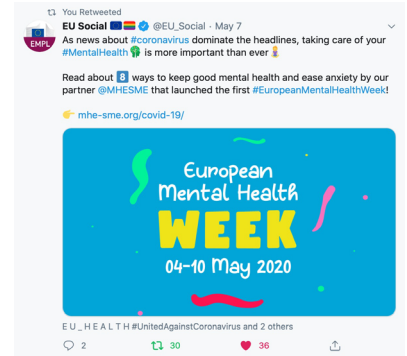 You Retweeted
EU Social 🇪🇺🏳️‍🌈 @EU_Social · May 7
EMPL
As news about #coronavirus dominate the headlines, taking care of your
#MentalHealth is more important than ever
Read about 8️⃣ ways to keep good mental health and ease anxiety by our
partner @MHESME that launched the first #EuropeanMentalHealthWeek!
👉 mhe-sme.org/covid-19/
European
Mental Health
WEEK
04-10 May 2020
E U _ H E A L T H #UnitedAgainstCoronavirus and 2 others
2 30 36